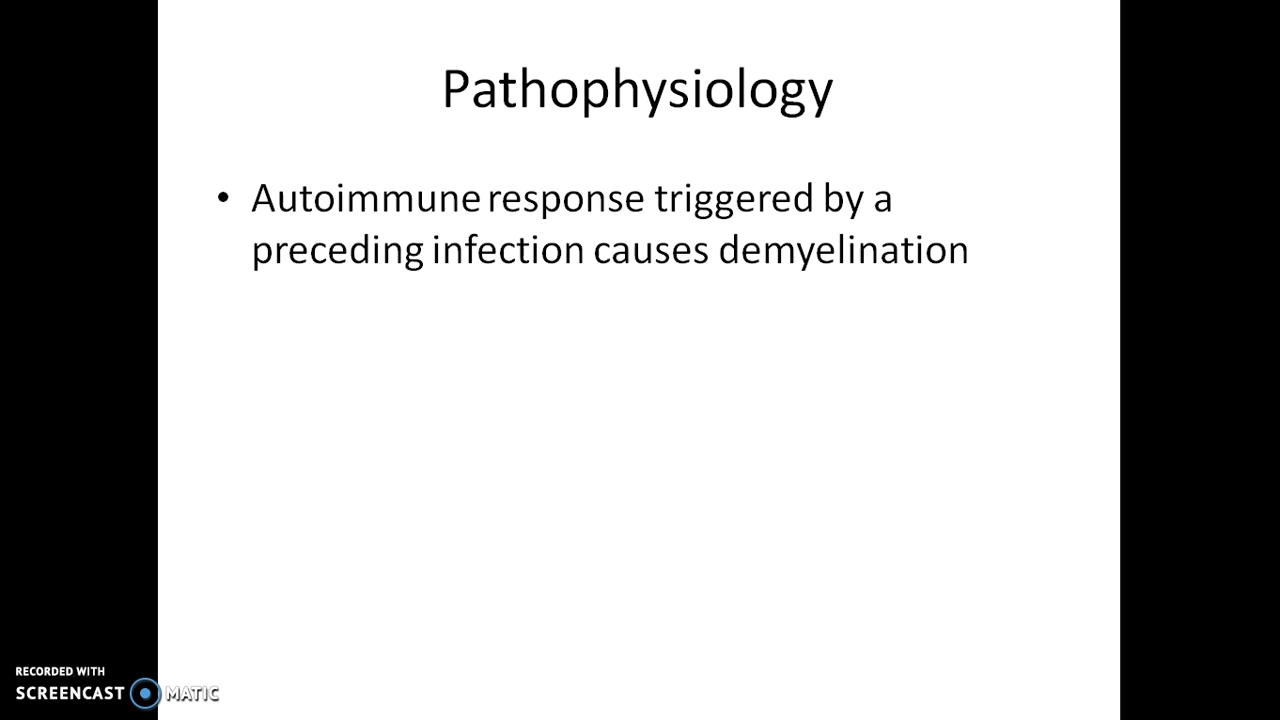 Pathophysiology
• Autoimmune response triggered by a
preceding infection causes demyelination
RECORDED WITH
SCREENCAST MATIC